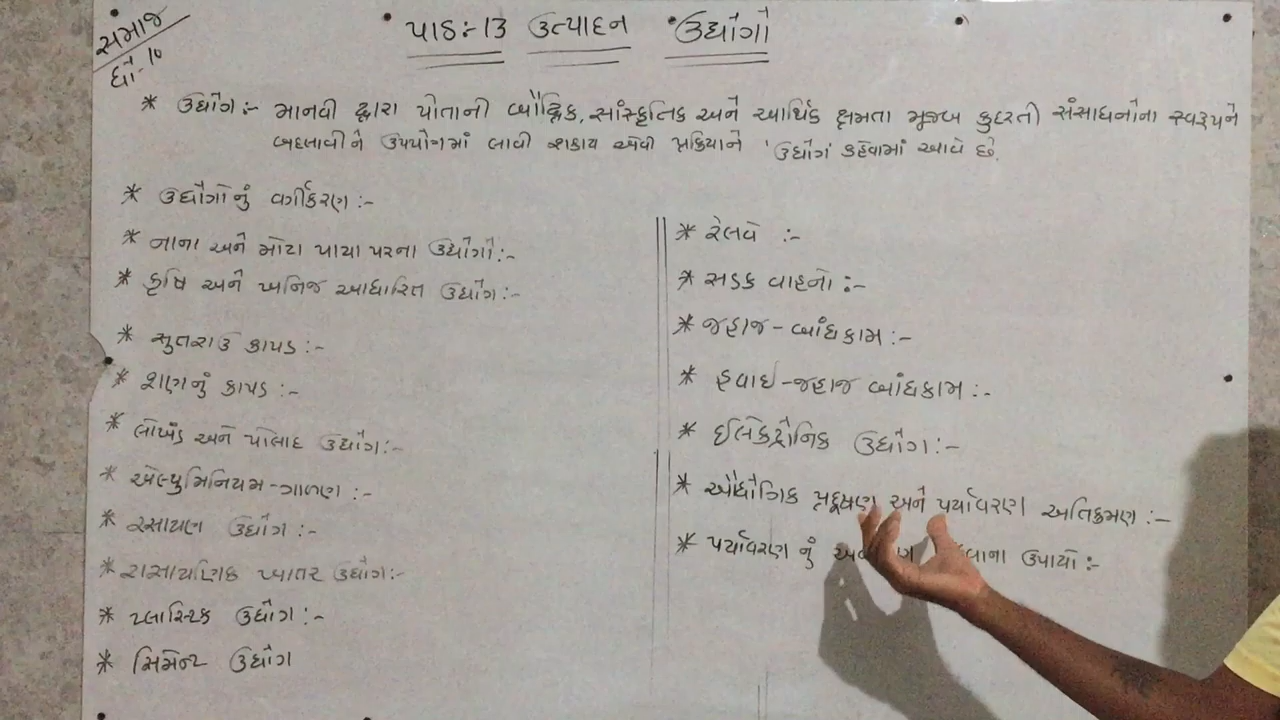 સમાજ
ધો-૧૦
પાઠ:-13 ઉત્પાદન ઉદ્યોગો
* ઉદ્યોગ:- માનવી દ્વારા પોતાની બૌદ્ધિક, સાંસ્કૃતિક અને આર્થિક ક્ષમતા મુજબ કુદરતી સંસાધનોના સ્વરૂપને
બદલાવીને ઉપયોગમાં લાવી શકાય એવી પ્રક્રિયાને 'ઉદ્યોગ' કહેવામાં આવે છે.
* ઉદ્યોગોનું વર્ગીકરણ :-
* નાના અને મોટા પાયા પરના ઉદ્યોગો:-
* કૃષિ અને ખનિજ આધારિત ઉદ્યોગ:-
* સુતરાઉ કાપડ :-
* શણનું કાપડ :-
* લોખંડ અને પોલાદ ઉદ્યોગ:-
* એલ્યુમિનિયમ-ગાળણ :-
* રસાયણ ઉદ્યોગ :-
* રાસાયણિક ખાતર ઉદ્યોગ:-
* પ્લાસ્ટિક ઉદ્યોગ :-
* સિમેન્ટ ઉદ્યોગ
* રેલવે :-
* સડક વાહનો :-
* જહાજ-બાંધકામ :-
* હવાઈ-જહાજ બાંધકામ :-
* ઈલેક્ટ્રોનિક ઉદ્યોગ:-
* ઔદ્યોગિક પ્રદૂષણ અને પર્યાવરણ અતિક્રમણ :-
* પર્યાવરણ નું ઉપાયો :-